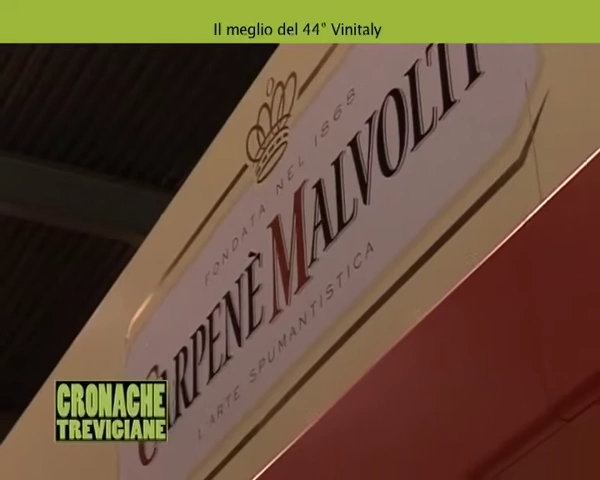 Il meglio del 44° Vinitaly
FONDATA NEL 1868
CARPENÈ MALVOLTI
L'ARTE SPUMANTISTICA
CRONACHE
TREVIGIANE